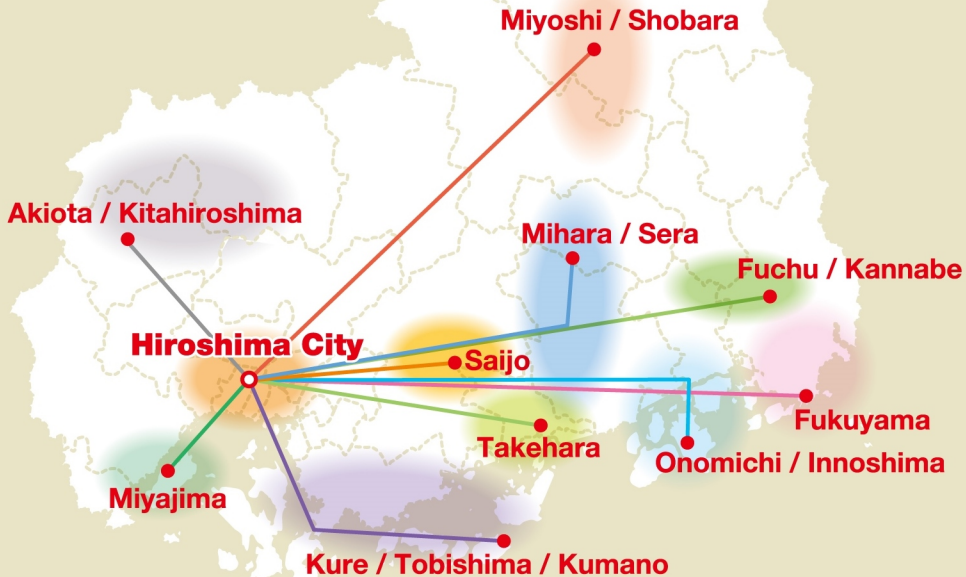 Miyoshi / Shobara
Akiota / Kitahiroshima
Mihara / Sera
Fuchu / Kannabe
Hiroshima City
Saijo
Fukuyama
Takehara
Onomichi / Innoshima
Miyajima
Kure / Tobishima / Kumano